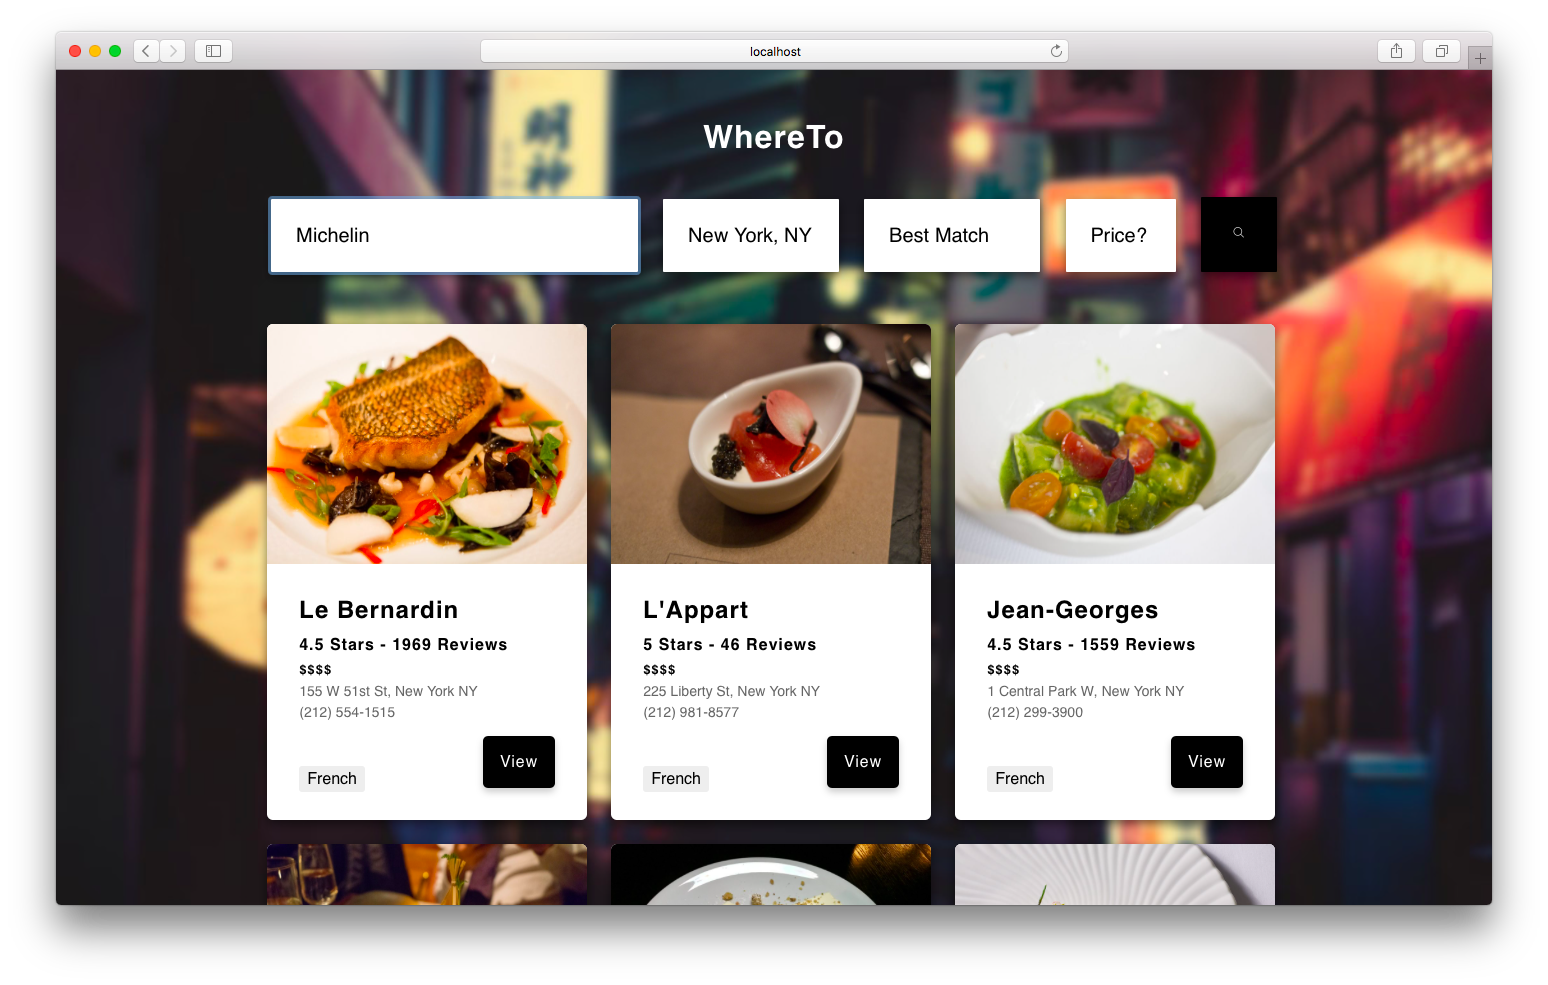 localhost
明
神
WhereTo
Michelin
New York, NY
Best Match
Price?
Le Bernardin
4.5 Stars - 1969 Reviews
$$$$
155 W 51st St, New York NY
(212) 554-1515
French
View
L'Appart
5 Stars - 46 Reviews
$$$$
225 Liberty St, New York NY
(212) 981-8577
French
View
Jean-Georges
4.5 Stars - 1559 Reviews
$$$$
1 Central Park W, New York NY
(212) 299-3900
French
View